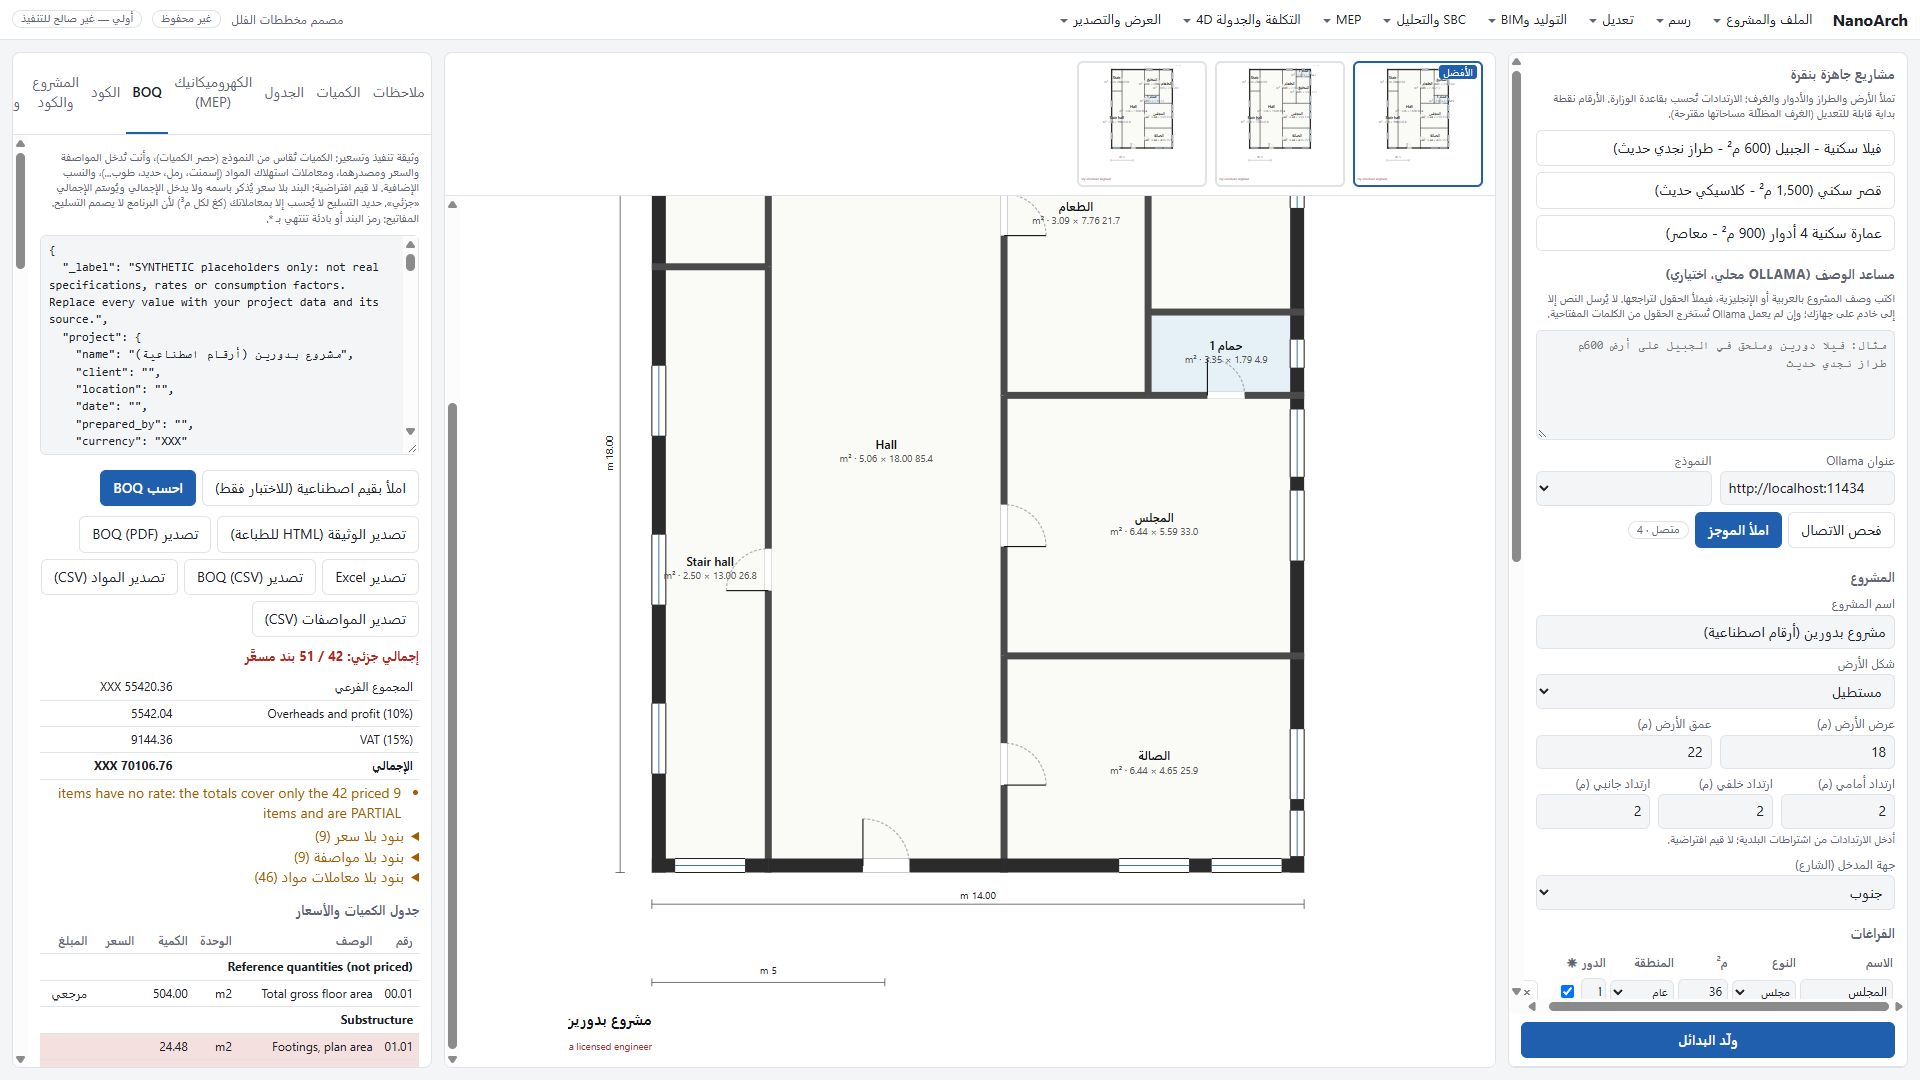 NanoArch
الملف والمشروع
رسم
تعديل
التوليد وBIM
SBC والتحليل
MEP
التكلفة والجدولة 4D
العرض والتصدير
مصمم مخططات الفلل
غير محفوظ
أولي — غير صالح للتنفيذ
مشاريع جاهزة بنقرة
تملأ الأرض والطراز والأدوار والغرف؛ الارتدادات تُحسب بقاعدة الوزارة. الأرقام نقطة
بداية قابلة للتعديل (الغرف المظللة مساحاتها مقترحة).
فيلا سكنية - الجبيل (600 م² - طراز نجدي حديث)
قصر سكني (1,500 م² - كلاسيكي حديث)
عمارة سكنية 4 أدوار (900 م² - معاصر)
مساعد الوصف (OLLAMA محلي، اختياري)
اكتب وصف المشروع بالعربية أو الإنجليزية، فيملأ الحقول لتراجعها. لا يُرسل النص إلا
إلى خادم على جهازك؛ وإن لم يعمل Ollama تُستخرج الحقول من الكلمات المفتاحية.
مثال: فيلا دورين وملحق في الجبيل على أرض 600م
طراز نجدي حديث
عنوان Ollama
النموذج
http://localhost:11434
فحص الاتصال
املأ الموجز
متصل · 4
المشروع
اسم المشروع
مشروع بدورين (أرقام اصطناعية)
شكل الأرض
مستطيل
عرض الأرض (م)
عمق الأرض (م)
18
22
ارتداد أمامي (م)
ارتداد خلفي (م)
ارتداد جانبي (م)
2
2
2
أدخل الارتدادات من اشتراطات البلدية؛ لا قيم افتراضية.
جهة المدخل (الشارع)
جنوب
الفراغات
الاسم
النوع
م²
المنطقة
الدور
المجلس
مجلس
36
عام
1
ولّد البدائل
الأفضل
الطعام
m² · 3.09 × 7.76 21.7
حمام 1
m² · 3.35 × 1.79 4.9
Hall
m² · 5.06 × 18.00 85.4
المجلس
m² · 6.44 × 5.59 33.0
Stair hall
m² · 2.50 × 13.00 26.8
الصالة
m² · 6.44 × 4.65 25.9
m 18.00
m 14.00
m 5
مشروع بدورين
a licensed engineer
ملاحظات
الكميات
الجدول
الكهروميكانيك
(MEP)
BOQ
الكود
المشروع
والكود
و
وثيقة تنفيذ وتسعير: الكميات تُقاس من النموذج (حصر الكميات)، وأنت تُدخل المواصفة
والسعر ومصدرهما، ومعاملات استهلاك المواد (إسمنت، رمل، حديد، طوب…)، والنسب
الإضافية. لا قيم افتراضية: البند بلا سعر يُذكر باسمه ولا يدخل الإجمالي ويُوسم الإجمالي
«جزئي». حديد التسليح لا يُحسب إلا بمعاملاتك (كغ لكل م³) لأن البرنامج لا يصمم التسليح.
المفاتيح: رمز البند أو بادئة تنتهي بـ *.
{
"_label": "SYNTHETIC placeholders only: not real
specifications, rates or consumption factors.
Replace every value with your project data and its
source.",
"project": {
"name": "مشروع بدورين (أرقام اصطناعية)",
"client": "",
"location": "",
"date": "",
"prepared_by": "",
"currency": "XXX"
املأ بقيم اصطناعية (للاختبار فقط)
احسب BOQ
تصدير الوثيقة (HTML للطباعة)
تصدير BOQ (PDF)
تصدير Excel
تصدير BOQ (CSV)
تصدير المواد (CSV)
تصدير المواصفات (CSV)
إجمالي جزئي: 42 / 51 بند مسعَّر
المجموع الفرعي
XXX 55420.36
Overheads and profit (10%)
5542.04
VAT (15%)
9144.36
الإجمالي
XXX 70106.76
items have no rate: the totals cover only the 42 priced 9
items and are PARTIAL
بنود بلا سعر (9)
بنود بلا مواصفة (9)
بنود بلا معاملات مواد (46)
جدول الكميات والأسعار
رقم
الوصف
الوحدة
الكمية
السعر
المبلغ
Reference quantities (not priced)
00.01
Total gross floor area
m2
504.00
مرجعي
Substructure
01.01
Footings, plan area
m2
24.48